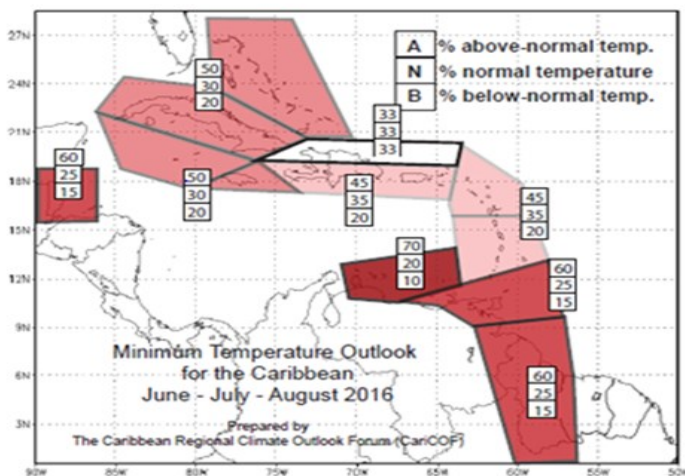 27N
24N
21N
18N
15N
12N
9N
6N
3N
A % above-normal temp.
N % normal temperature
B % below-normal temp.
50
30
20
33
33
33
60
25
15
50
30
20
45
35
20
45
35
20
70
20
10
60
25
15
60
25
15
Minimum Temperature Outlook
for the Caribbean
June - July - August 2016
Prepared by
The Caribbean Regional Climate Outlook Forum (CariCOF)
90W 85W 80W 75W 70W 65W 60W 55W